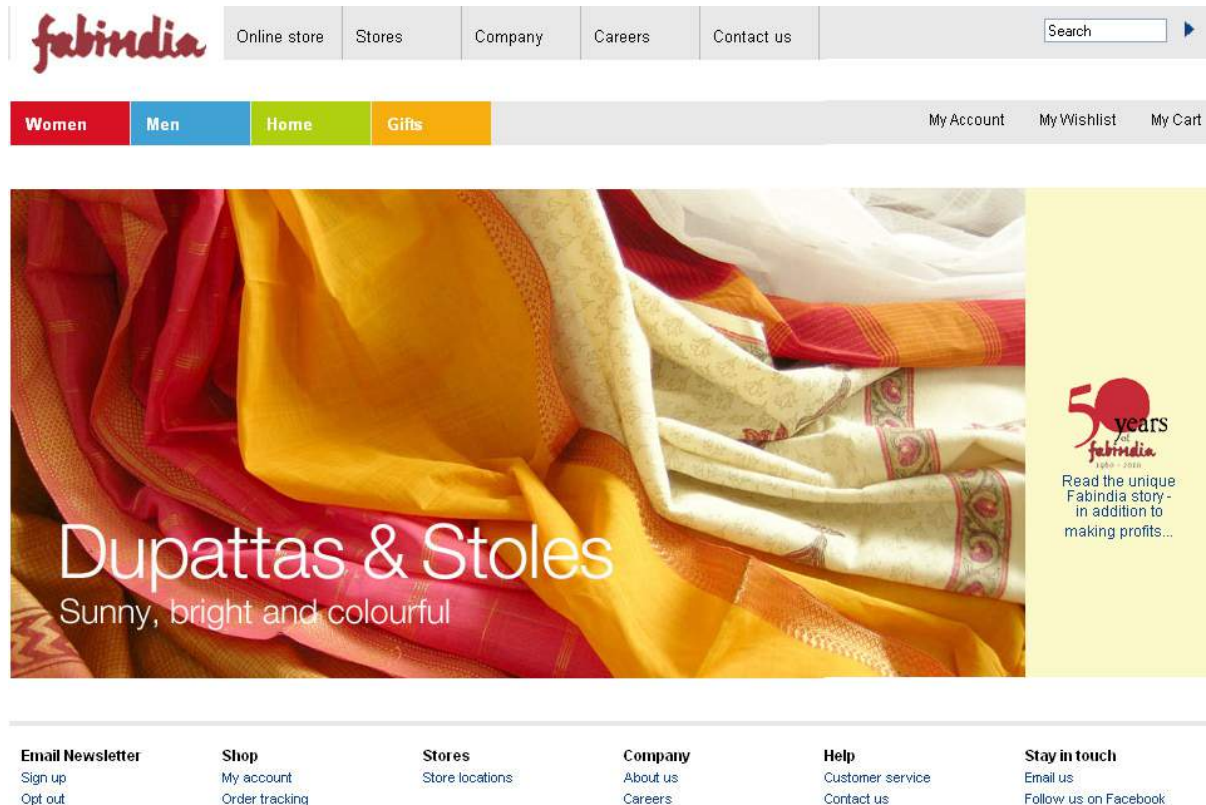 fabindia
Online store
Stores
Company
Careers
Contact us
Search
Women
Men
Home
Gifts
My Account
My Wishlist
My Cart
Dupattas & Stoles
Sunny, bright and colourful
50 years
of
fabindia
1960 - 2010
Read the unique
Fabindia story -
in addition to
making profits...
Email Newsletter
Sign up
Opt out
Shop
My account
Order tracking
Stores
Store locations
Company
About us
Careers
Help
Customer service
Contact us
Stay in touch
Email us
Follow us on Facebook